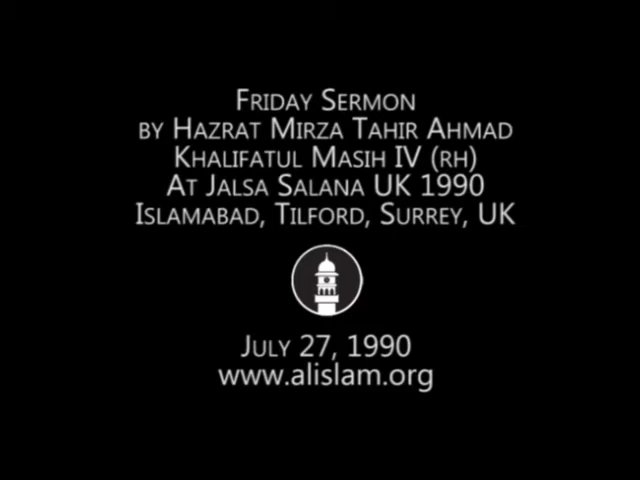 Friday Sermon
by Hazrat Mirza Tahir Ahmad
Khalifatul Masih IV (rh)
At Jalsa Salana UK 1990
Islamabad, Tilford, Surrey, UK
July 27, 1990
www.alislam.org